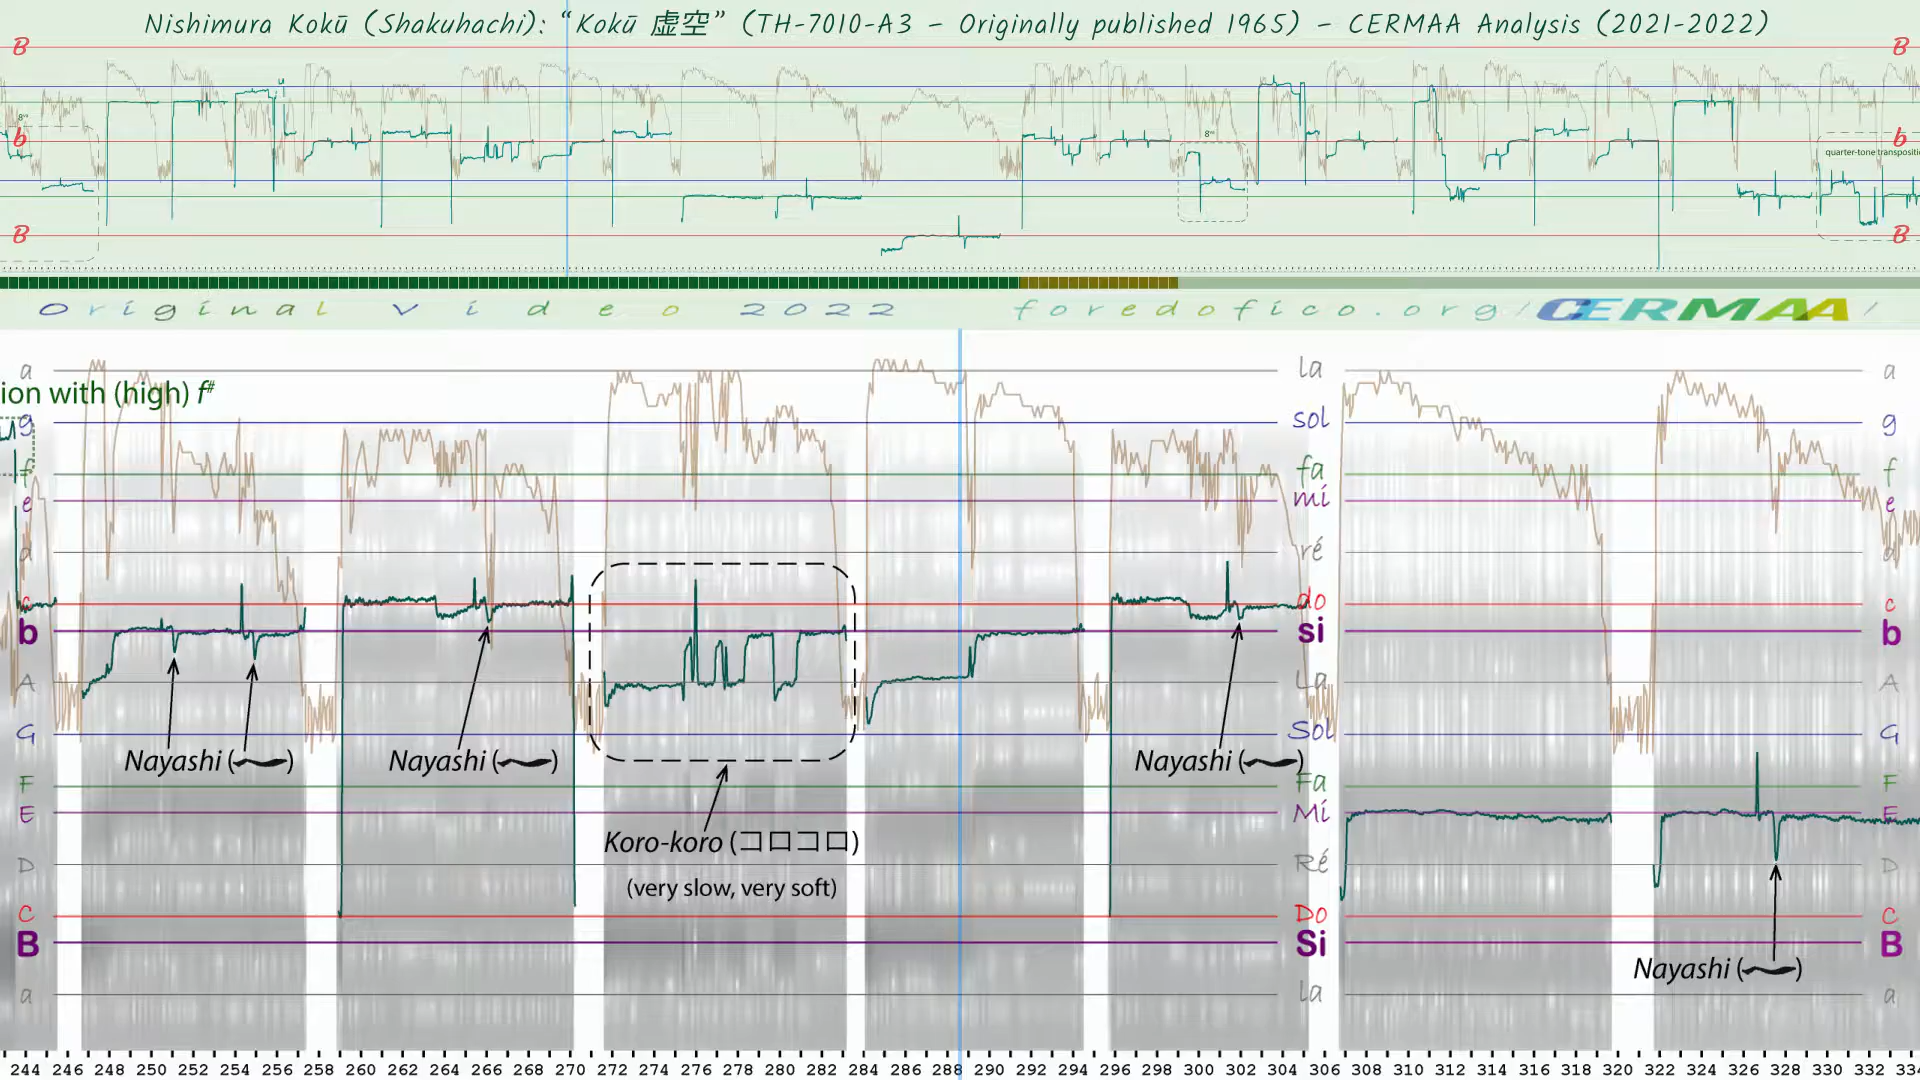 Nishimura Kokū (Shakuhachi): “Kokū 虚空” (TH-7010-A3 – Originally published 1965) – CERMAA Analysis (2021-2022)
B B
8va
b 8va b
quarter-tone transpositi
B B
Original Video 2022 foredofico.org/CERMAA/
a la a
ion with (high) f#
g sol g
f fa f
e mi e
d ré d
c do c
b si b
A La A
G Sol G
Nayashi ( ) Nayashi ( ) Nayashi ( )
F Fa F
E Mi E
Koro-koro (コロコロ)
D Ré D
(very slow, very soft)
C Do C
B Si B
Nayashi ( )
a la a
244 246 248 250 252 254 256 258 260 262 264 266 268 270 272 274 276 278 280 282 284 286 288 290 292 294 296 298 300 302 304 306 308 310 312 314 316 318 320 322 324 326 328 330 332 334